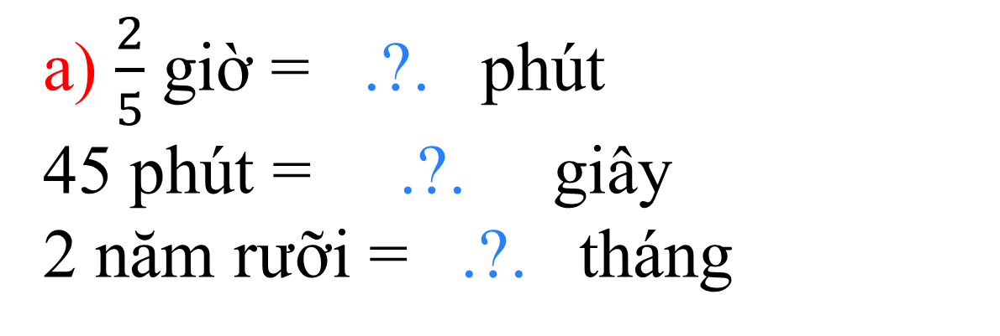 a) 2/5 giờ = .?. phút
45 phút = .?. giây
2 năm rưỡi = .?. tháng